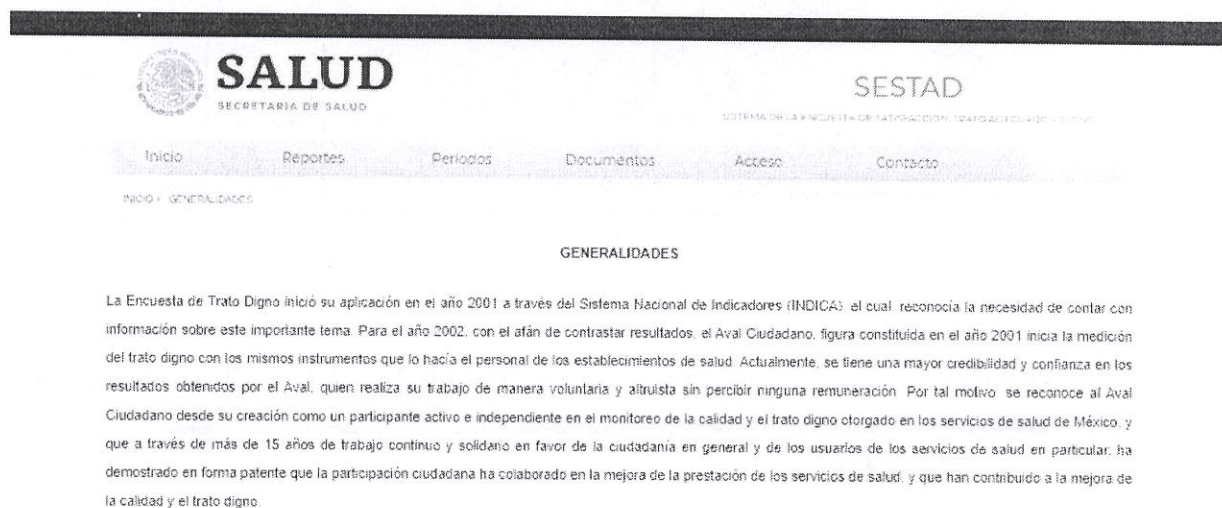 SALUD
SECRETARIA DE SALUD
SESTAD
SISTEMA DE LA ENCUESTA DE SATISFACCIÓN, TRATO ADECUADO Y DIGNO
Inicio Reportes Periodos Documentos Acceso Contacto
INICIO > GENERALIDADES
GENERALIDADES
La Encuesta de Trato Digno inició su aplicación en el año 2001 a través del Sistema Nacional de Indicadores (INDICA) el cual reconocía la necesidad de contar con
información sobre este importante tema. Para el año 2002, con el afán de contrastar resultados, el Aval Ciudadano, figura constituida en el año 2001 inicia la medición
del trato digno con los mismos instrumentos que lo hacía el personal de los establecimientos de salud. Actualmente, se tiene una mayor credibilidad y confianza en los
resultados obtenidos por el Aval, quien realiza su trabajo de manera voluntaria y altruista sin percibir ninguna remuneración. Por tal motivo, se reconoce al Aval
Ciudadano desde su creación como un participante activo e independiente en el monitoreo de la calidad y el trato digno otorgado en los servicios de salud de México, y
que a través de más de 15 años de trabajo continuo y solidario en favor de la ciudadanía en general y de los usuarios de los servicios de salud en particular, ha
demostrado en forma patente que la participación ciudadana ha colaborado en la mejora de la prestación de los servicios de salud, y que han contribuido a la mejora de
la calidad y el trato digno.